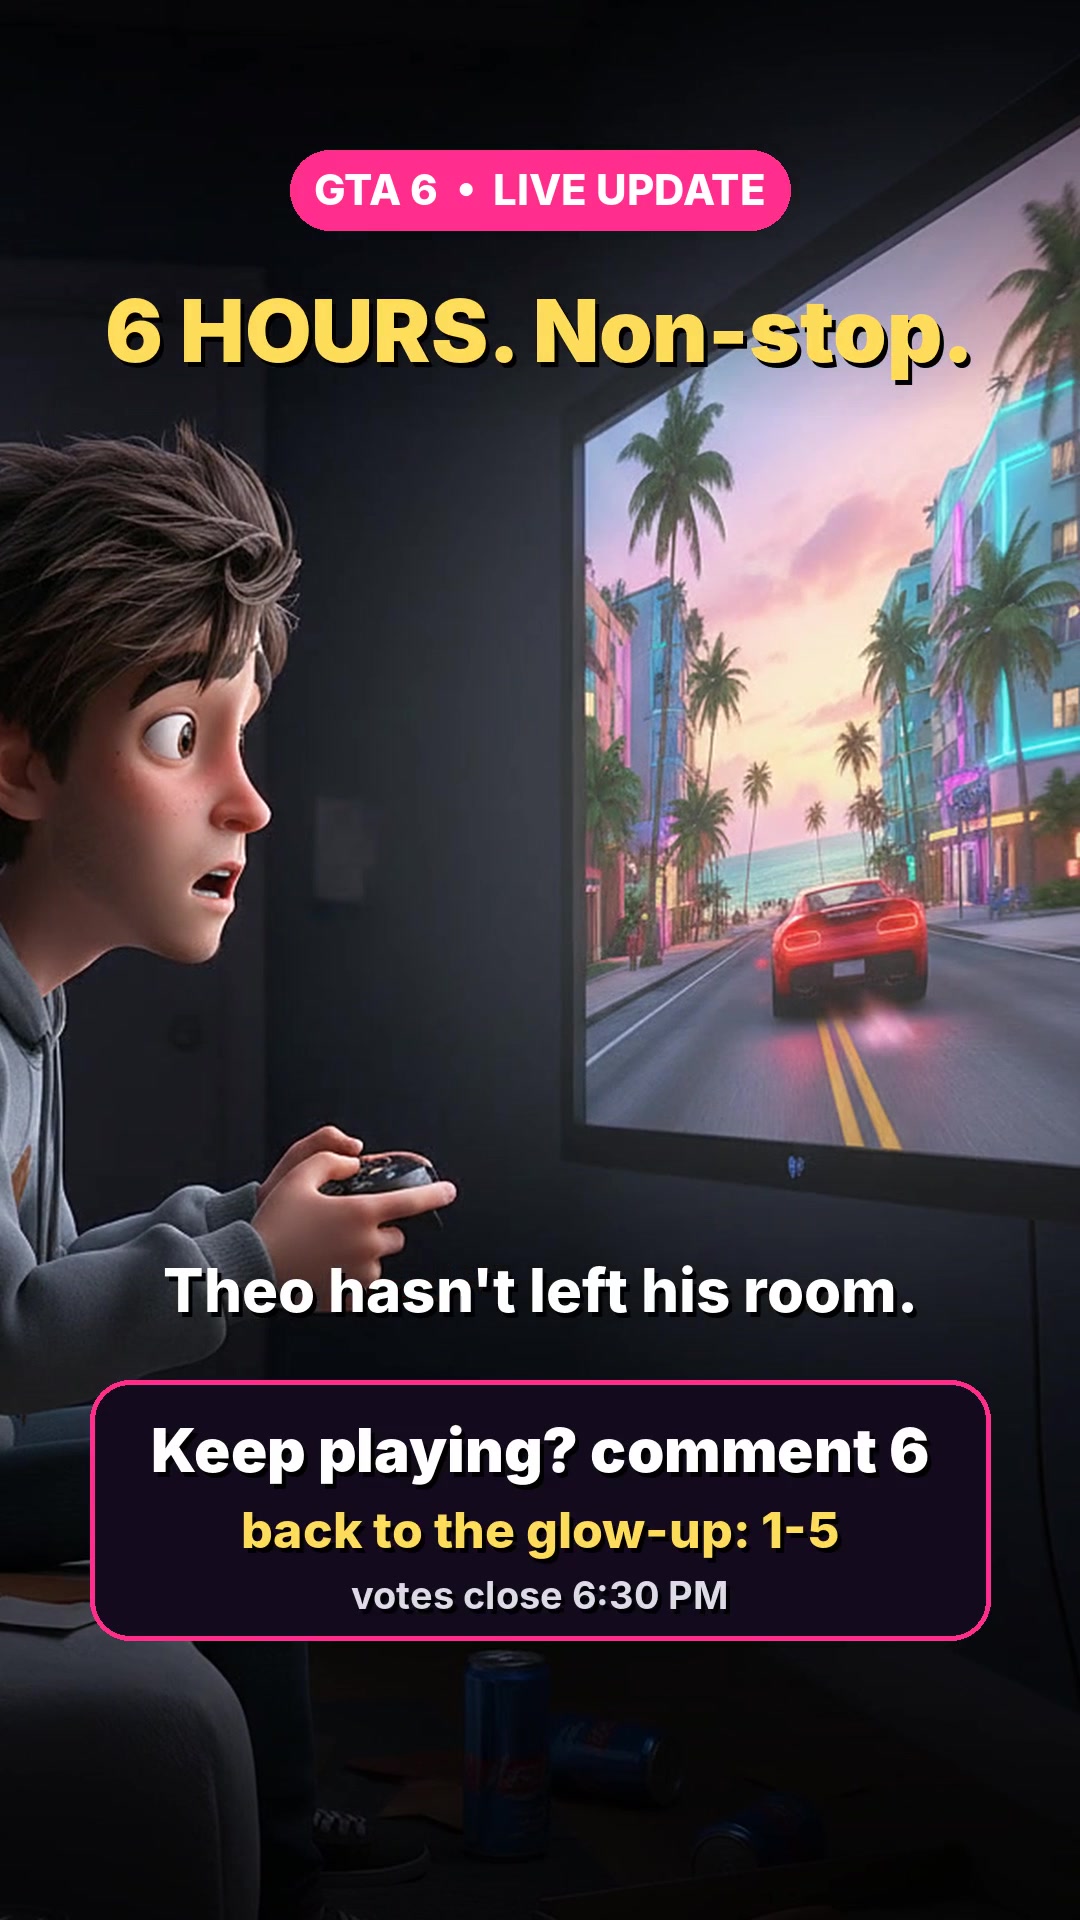 GTA 6 • LIVE UPDATE
6 HOURS. Non-stop.
Theo hasn't left his room.
Keep playing? comment 6
back to the glow-up: 1-5
votes close 6:30 PM